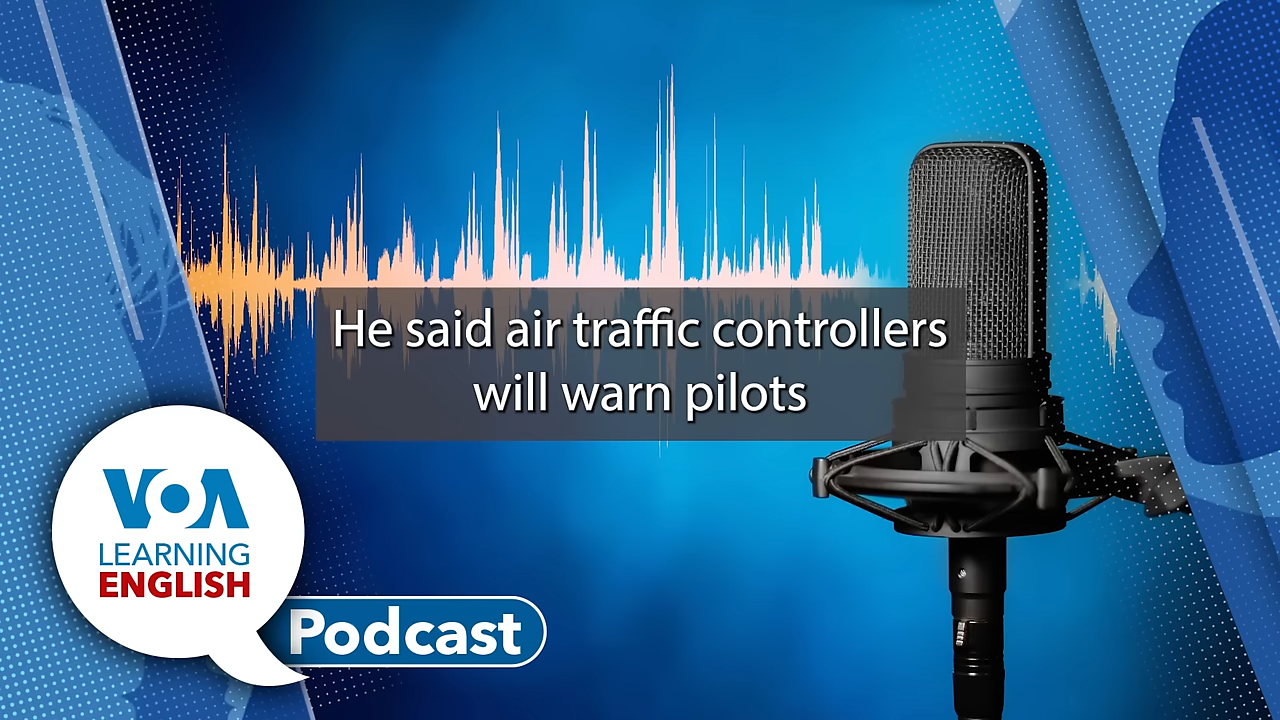 He said air traffic controllers
will warn pilots
VOA
LEARNING
ENGLISH
Podcast